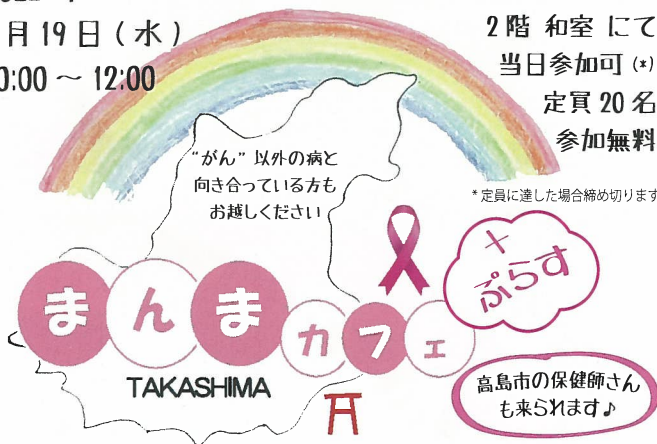 月19日(水)
0:00 ～ 12:00
2階 和室 にて
当日参加可(*)
定員20名
参加無料
*定員に達した場合締め切ります
"がん"以外の病と
向き合っている方も
お越しください
まんまカフェ
+
ぷらす
TAKASHIMA
高島市の保健師さん
も来られます♪